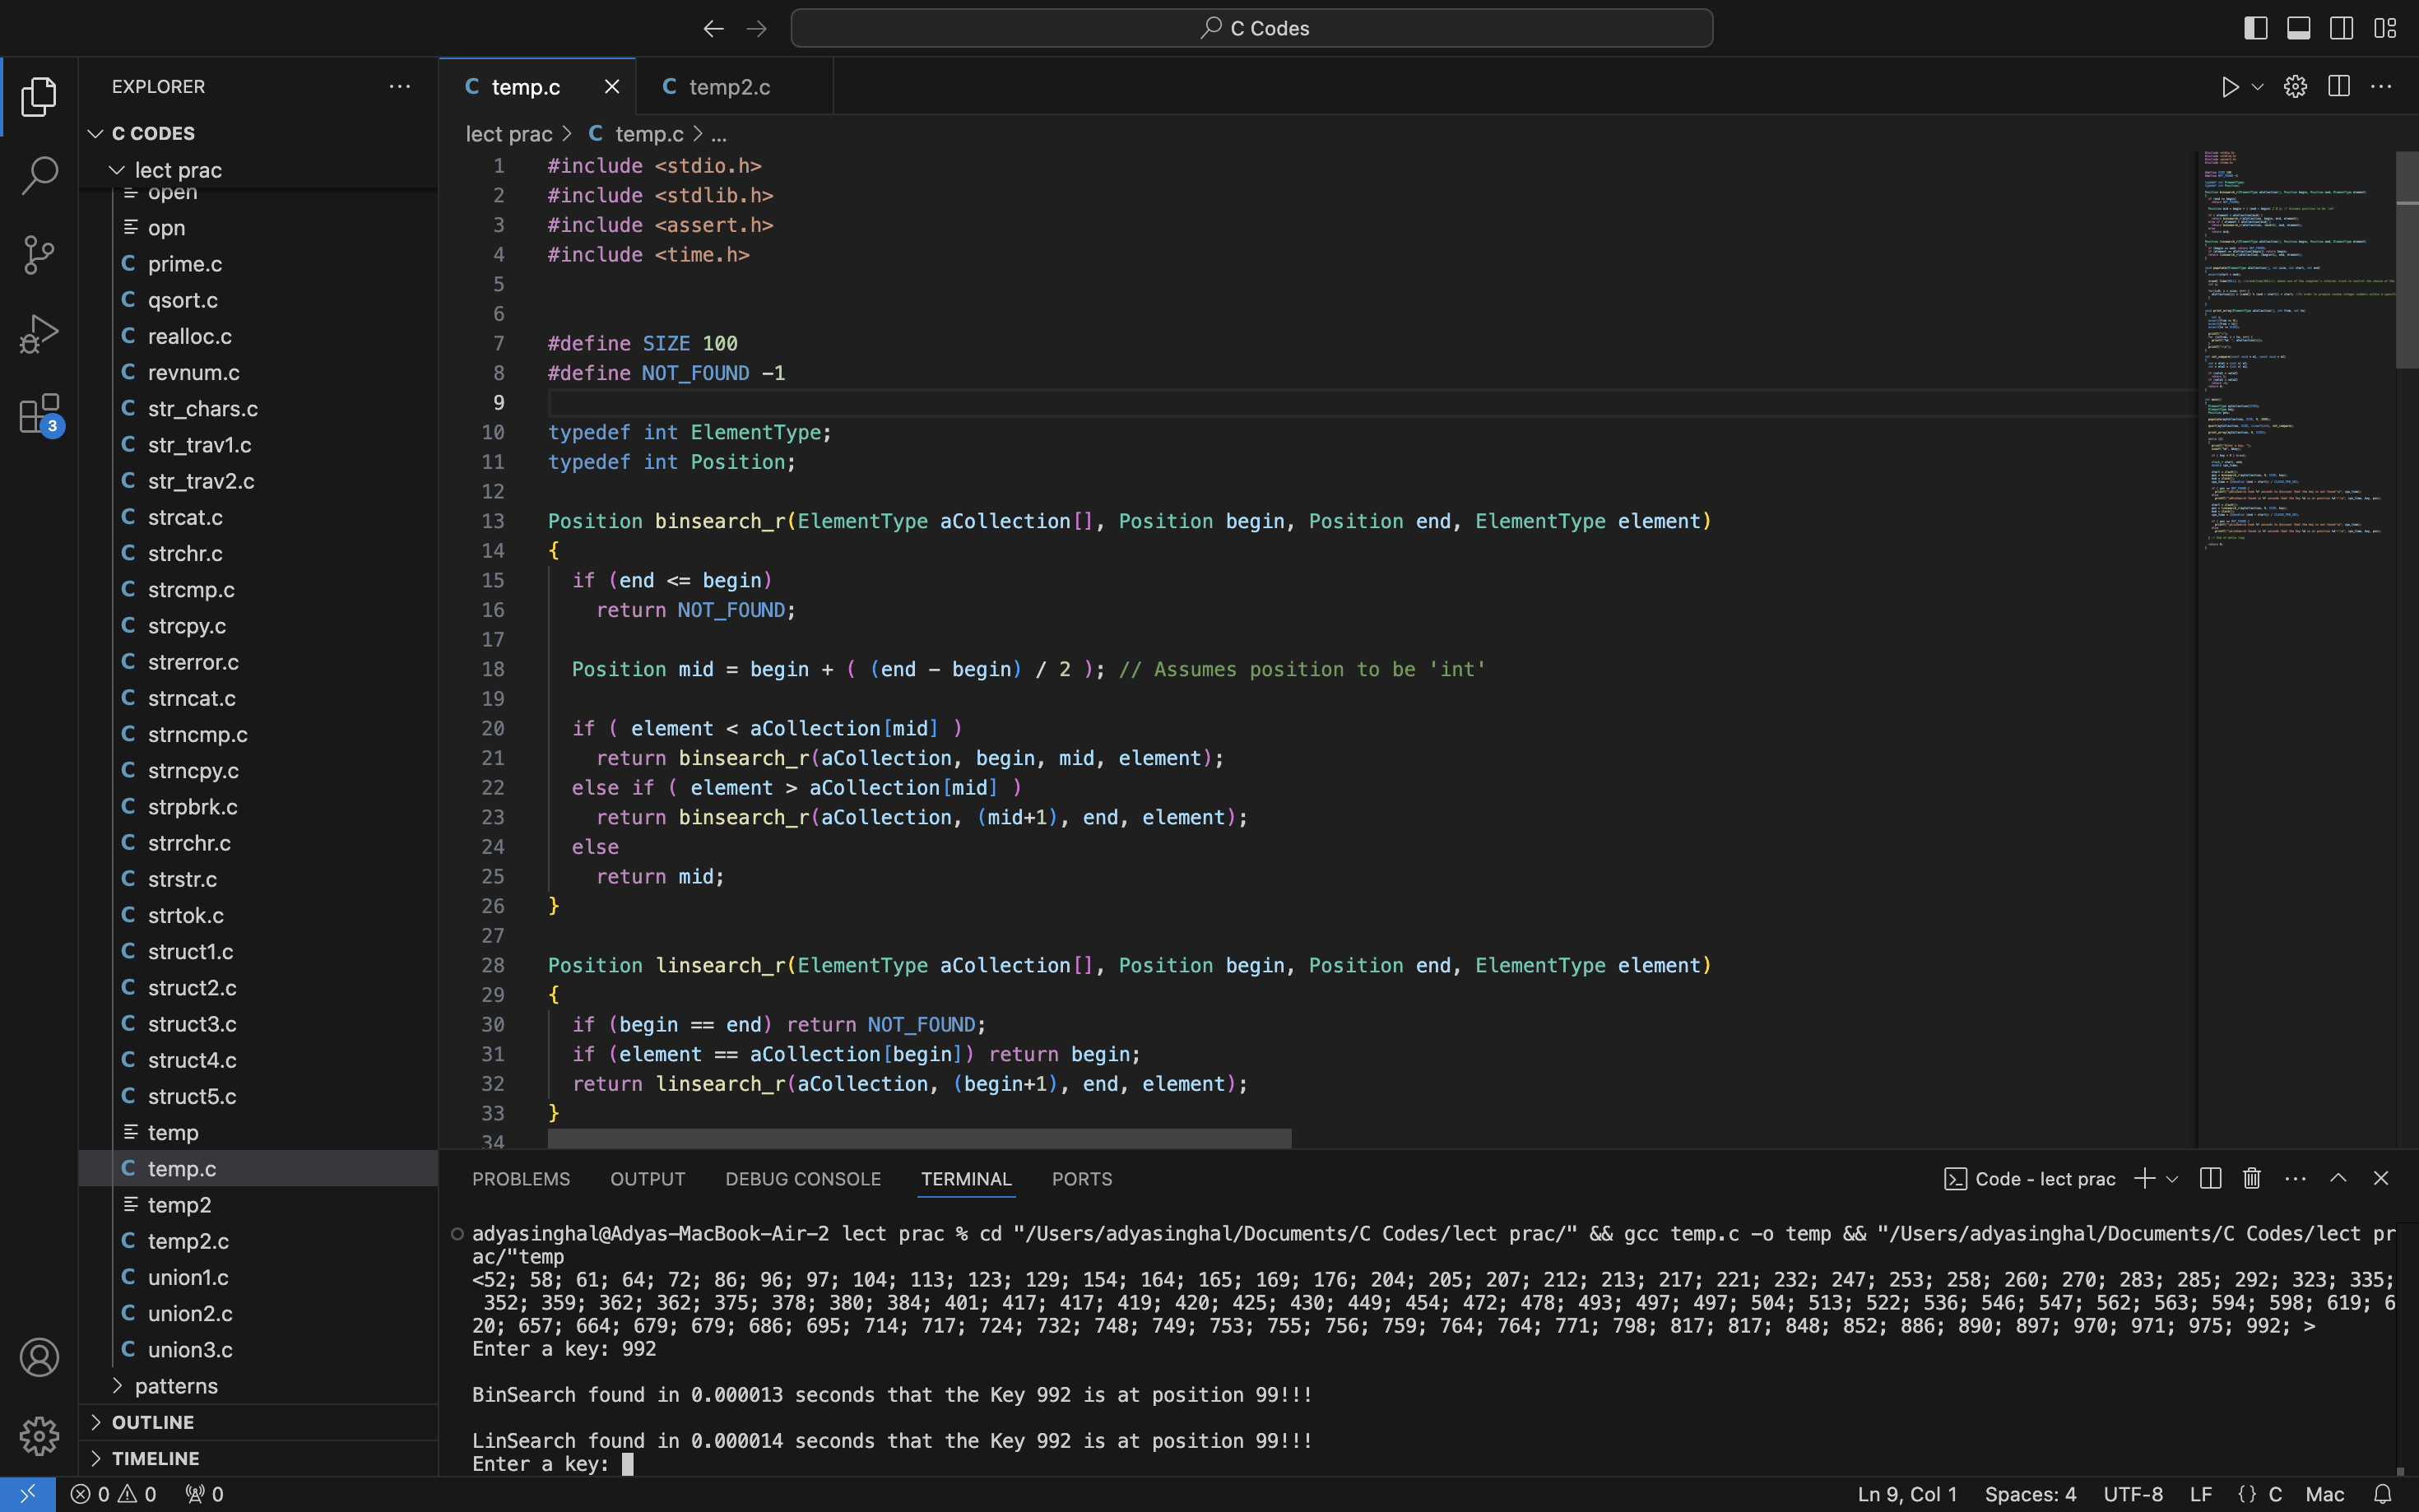 C Codes
EXPLORER
C CODES
lect prac
open
opn
C prime.c
C qsort.c
C realloc.c
C revnum.c
C str_chars.c
C str_trav1.c
C str_trav2.c
C strcat.c
C strchr.c
C strcmp.c
C strcpy.c
C strerror.c
C strncat.c
C strncmp.c
C strncpy.c
C strpbrk.c
C strrchr.c
C strstr.c
C strtok.c
C struct1.c
C struct2.c
C struct3.c
C struct4.c
C struct5.c
temp
C temp.c
temp2
C temp2.c
C union1.c
C union2.c
C union3.c
patterns
OUTLINE
TIMELINE
3
C temp.c
C temp2.c
lect prac > C temp.c > ...
1 #include <stdio.h>
2 #include <stdlib.h>
3 #include <assert.h>
4 #include <time.h>
5
6
7 #define SIZE 100
8 #define NOT_FOUND -1
9
10 typedef int ElementType;
11 typedef int Position;
12
13 Position binsearch_r(ElementType aCollection[], Position begin, Position end, ElementType element)
14 {
15 if (end <= begin)
16 return NOT_FOUND;
17
18 Position mid = begin + ( (end - begin) / 2 ); // Assumes position to be 'int'
19
20 if ( element < aCollection[mid] )
21 return binsearch_r(aCollection, begin, mid, element);
22 else if ( element > aCollection[mid] )
23 return binsearch_r(aCollection, (mid+1), end, element);
24 else
25 return mid;
26 }
27
28 Position linsearch_r(ElementType aCollection[], Position begin, Position end, ElementType element)
29 {
30 if (begin == end) return NOT_FOUND;
31 if (element == aCollection[begin]) return begin;
32 return linsearch_r(aCollection, (begin+1), end, element);
33 }
34
PROBLEMS OUTPUT DEBUG CONSOLE TERMINAL PORTS
Code - lect prac
adyasinghal@Adyas-MacBook-Air-2 lect prac % cd "/Users/adyasinghal/Documents/C Codes/lect prac/" && gcc temp.c -o temp && "/Users/adyasinghal/Documents/C Codes/lect pr
ac/"temp
<52; 58; 61; 64; 72; 86; 96; 97; 104; 113; 123; 129; 154; 164; 165; 169; 176; 204; 205; 207; 212; 213; 217; 221; 232; 247; 253; 258; 260; 270; 283; 285; 292; 323; 335;
352; 359; 362; 362; 375; 378; 380; 384; 401; 417; 417; 419; 420; 425; 430; 449; 454; 472; 478; 493; 497; 497; 504; 513; 522; 536; 546; 547; 562; 563; 594; 598; 619; 6
20; 657; 664; 679; 679; 686; 695; 714; 717; 724; 732; 748; 749; 753; 755; 756; 759; 764; 764; 771; 798; 817; 817; 848; 852; 886; 890; 897; 970; 971; 975; 992; >
Enter a key: 992
BinSearch found in 0.000013 seconds that the Key 992 is at position 99!!!
LinSearch found in 0.000014 seconds that the Key 992 is at position 99!!!
Enter a key:
0 0 0
Ln 9, Col 1 Spaces: 4 UTF-8 LF {} C Mac